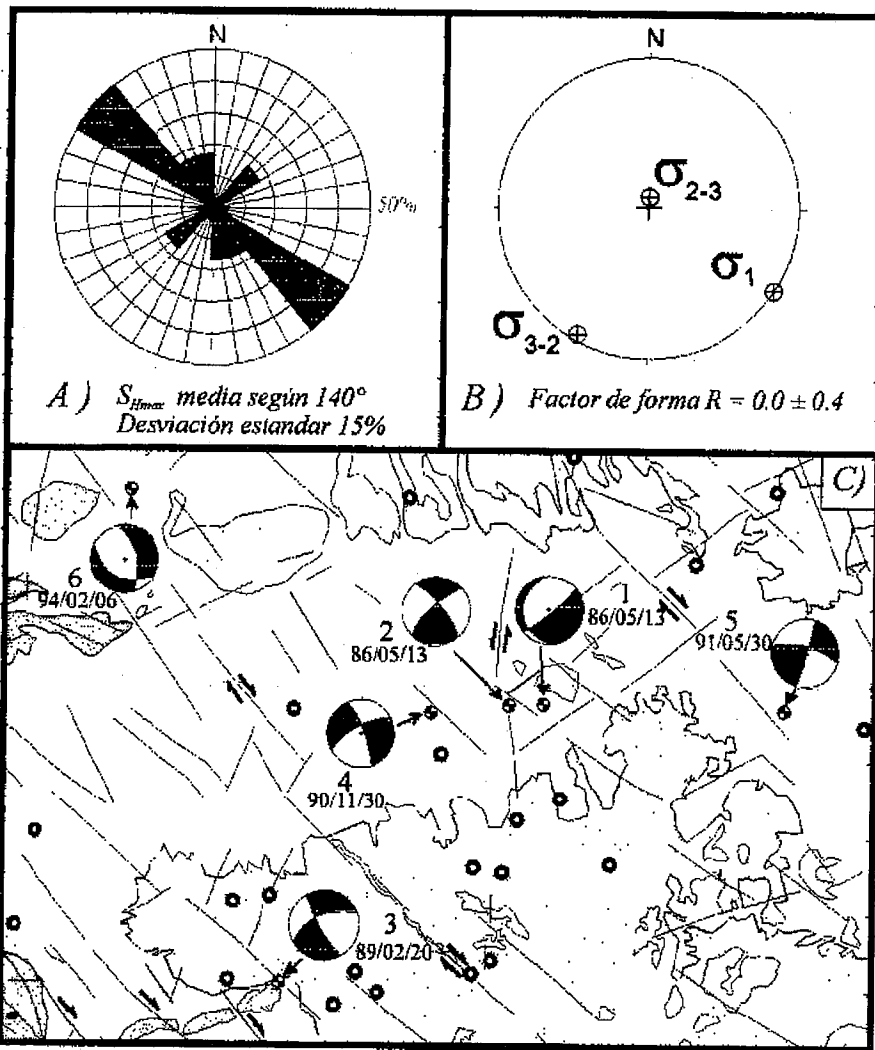 N
50%
A) S_Hmax media según 140°
Desviación estandar 15%
N
σ2-3
σ1
σ3-2
B) Factor de forma R = 0.0 ± 0.4
C)
6
94/02/06
2
86/05/13
1
86/05/13
5
91/05/30
4
90/11/30
3
89/02/20